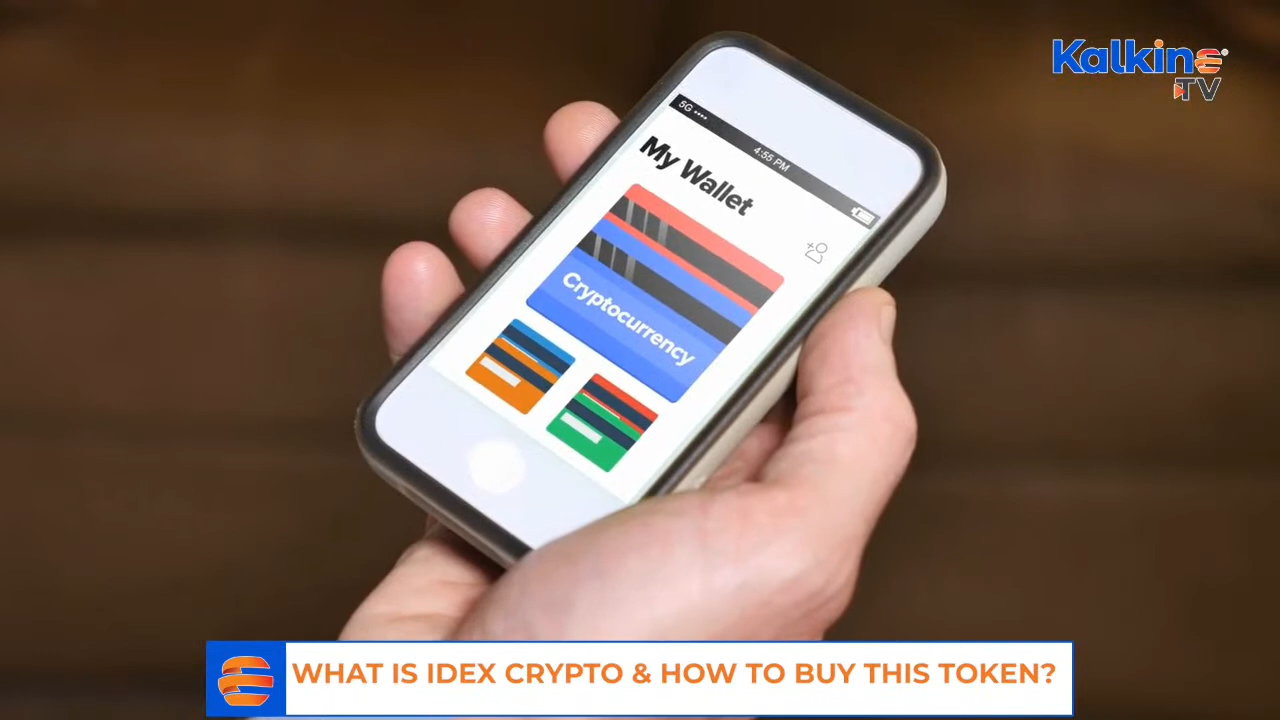 Kalkine
TV
5G
4:55 PM
My Wallet
Cryptocurrency
WHAT IS IDEX CRYPTO & HOW TO BUY THIS TOKEN?